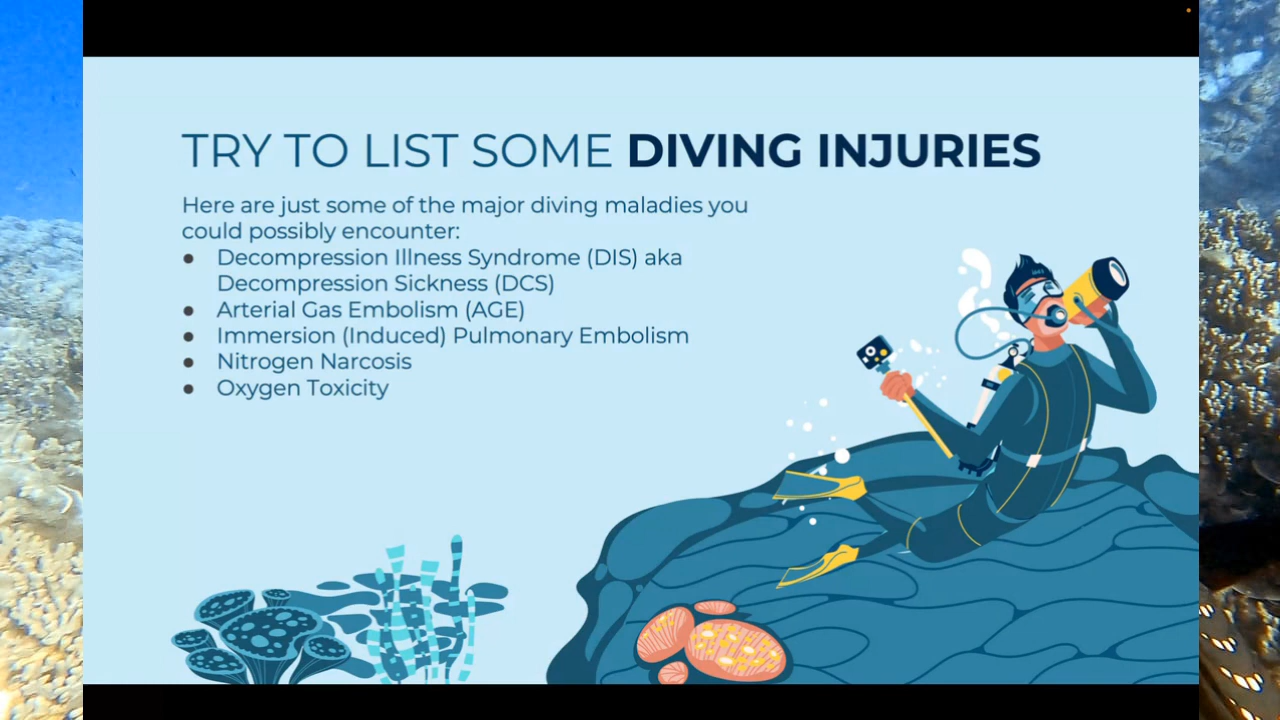 TRY TO LIST SOME DIVING INJURIES
Here are just some of the major diving maladies you
could possibly encounter:
● Decompression Illness Syndrome (DIS) aka
Decompression Sickness (DCS)
● Arterial Gas Embolism (AGE)
● Immersion (Induced) Pulmonary Embolism
● Nitrogen Narcosis
● Oxygen Toxicity